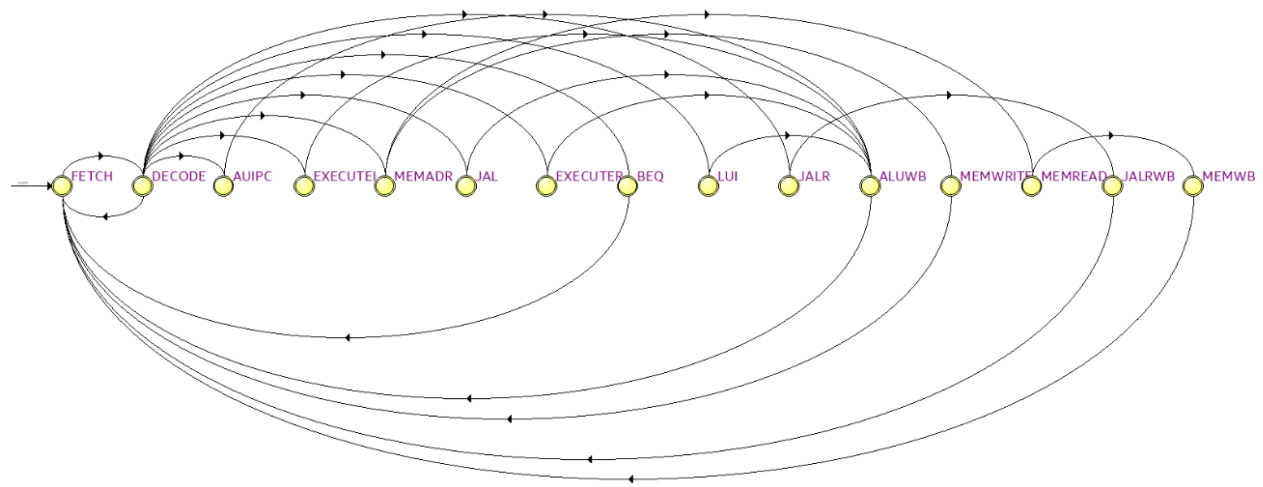 FETCH
DECODE
AUIPC
EXECUTEI
MEMADR
JAL
EXECUTER
BEQ
LUI
JALR
ALUWB
MEMWRITE
MEMREAD
JALRWB
MEMWB